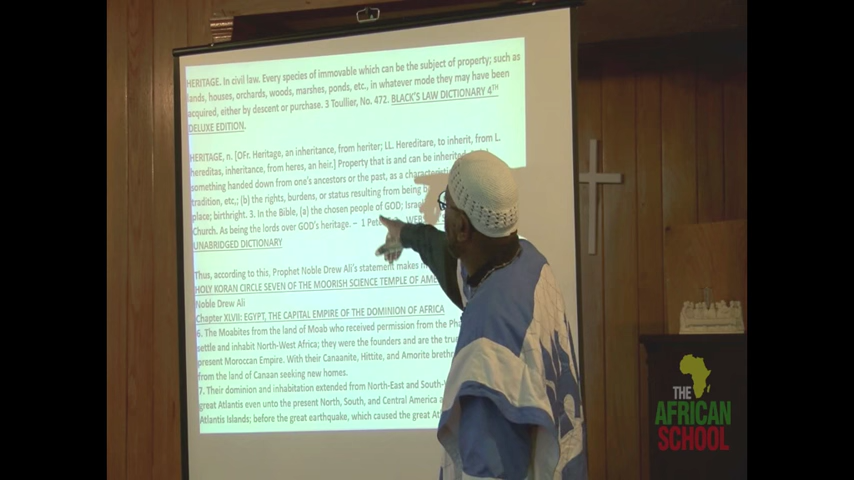 HERITAGE. In civil law. Every species of immovable which can be the subject of property; such as
lands, houses, orchards, woods, marshes, ponds, etc., in whatever mode they may have been
acquired, either by descent or purchase. 3 Toullier, No. 472. BLACK'S LAW DICTIONARY 4TH
DELUXE EDITION.
HERITAGE, n. [OFr. Heritage, an inheritance, from heriter; LL. Hereditare, to inherit, from L.
hereditas, inheritance, from heres, an heir.] Property that is and can be inherited
something handed down from one's ancestors or the past, as a
tradition, etc,; (b) the rights, burdens, or status resulting from being
place; birthright. 3. In the Bible, (a) the chosen people of GOD;
Church. As being the lords over GOD'S heritage. – 1
UNABRIDGED DICTIONARY
Thus, according to this, Prophet Noble Drew Ali's statement makes
HOLY KORAN CIRCLE SEVEN OF THE MOORISH SCIENCE TEMPLE OF
Noble Drew Ali
Chapter XLVII: EGYPT, THE CAPITAL EMPIRE OF THE DOMINION OF AFRICA
6. The Moabites from the land of Moab who received permission from the
settle and inhabit North-West Africa; they were the founders and are the true
present Moroccan Empire. With their Canaanite, Hittite, and Amorite
from the land of Canaan seeking new homes.
7. Their dominion and inhabitation extended from North-East and
great Atlantis even unto the present North, South, and Central America
Atlantis Islands; before the great earthquake, which caused the great
THE
AFRICAN
SCHOOL